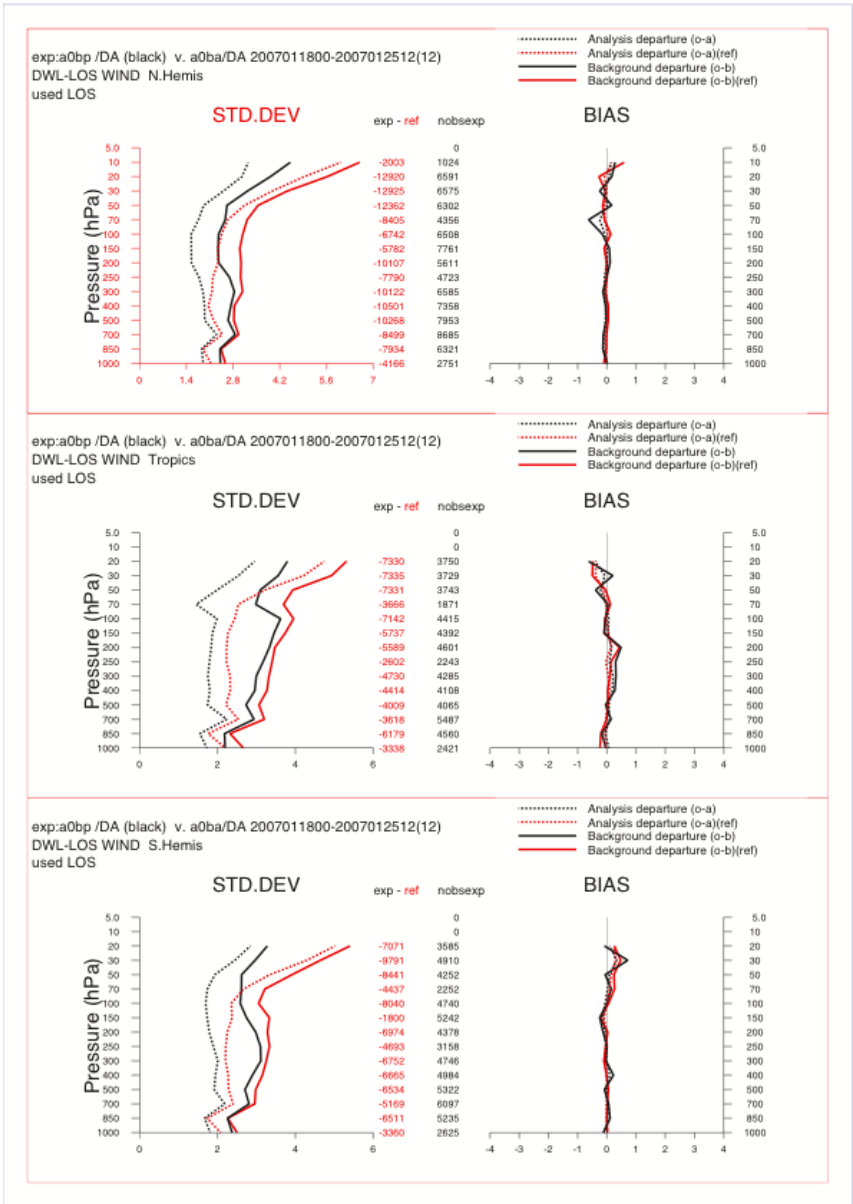 Analysis departure (o-a)
Analysis departure (o-a)(ref)
Background departure (o-b)
Background departure (o-b)(ref)
exp:a0bp /DA (black) v. a0ba/DA 2007011800-2007012512(12)
DWL-LOS WIND N.Hemis
used LOS
STD.DEV exp - ref nobsexp BIAS
Pressure (hPa)
5.0 0 5.0
10 -2003 1024 10
20 -12920 6591 20
30 -12925 6575 30
50 -12362 6302 50
70 -8405 4356 70
100 -6742 6508 100
150 -5782 7761 150
200 -10107 5611 200
250 -7790 4723 250
300 -10122 6585 300
400 -10501 7358 400
500 -10268 7953 500
700 -8499 8685 700
850 -7934 6321 850
1000 -4166 2751 1000
0 1.4 2.8 4.2 5.6 7 -4 -3 -2 -1 0 1 2 3 4
Analysis departure (o-a)
Analysis departure (o-a)(ref)
Background departure (o-b)
Background departure (o-b)(ref)
exp:a0bp /DA (black) v. a0ba/DA 2007011800-2007012512(12)
DWL-LOS WIND Tropics
used LOS
STD.DEV exp - ref nobsexp BIAS
Pressure (hPa)
5.0 0 5.0
10 0 10
20 -7330 3750 20
30 -7335 3729 30
50 -7331 3743 50
70 -3666 1871 70
100 -7142 4415 100
150 -5737 4392 150
200 -5589 4601 200
250 -2602 2243 250
300 -4730 4285 300
400 -4414 4108 400
500 -4009 4065 500
700 -3618 5487 700
850 -6179 4560 850
1000 -3338 2421 1000
0 2 4 6 -4 -3 -2 -1 0 1 2 3 4
Analysis departure (o-a)
Analysis departure (o-a)(ref)
Background departure (o-b)
Background departure (o-b)(ref)
exp:a0bp /DA (black) v. a0ba/DA 2007011800-2007012512(12)
DWL-LOS WIND S.Hemis
used LOS
STD.DEV exp - ref nobsexp BIAS
Pressure (hPa)
5.0 0 5.0
10 0 10
20 -7071 3585 20
30 -9791 4910 30
50 -8441 4252 50
70 -4437 2252 70
100 -8040 4740 100
150 -1800 5242 150
200 -6974 4378 200
250 -4693 3158 250
300 -6752 4746 300
400 -6665 4984 400
500 -6534 5322 500
700 -5169 6097 700
850 -6511 5235 850
1000 -3360 2625 1000
0 2 4 6 -4 -3 -2 -1 0 1 2 3 4